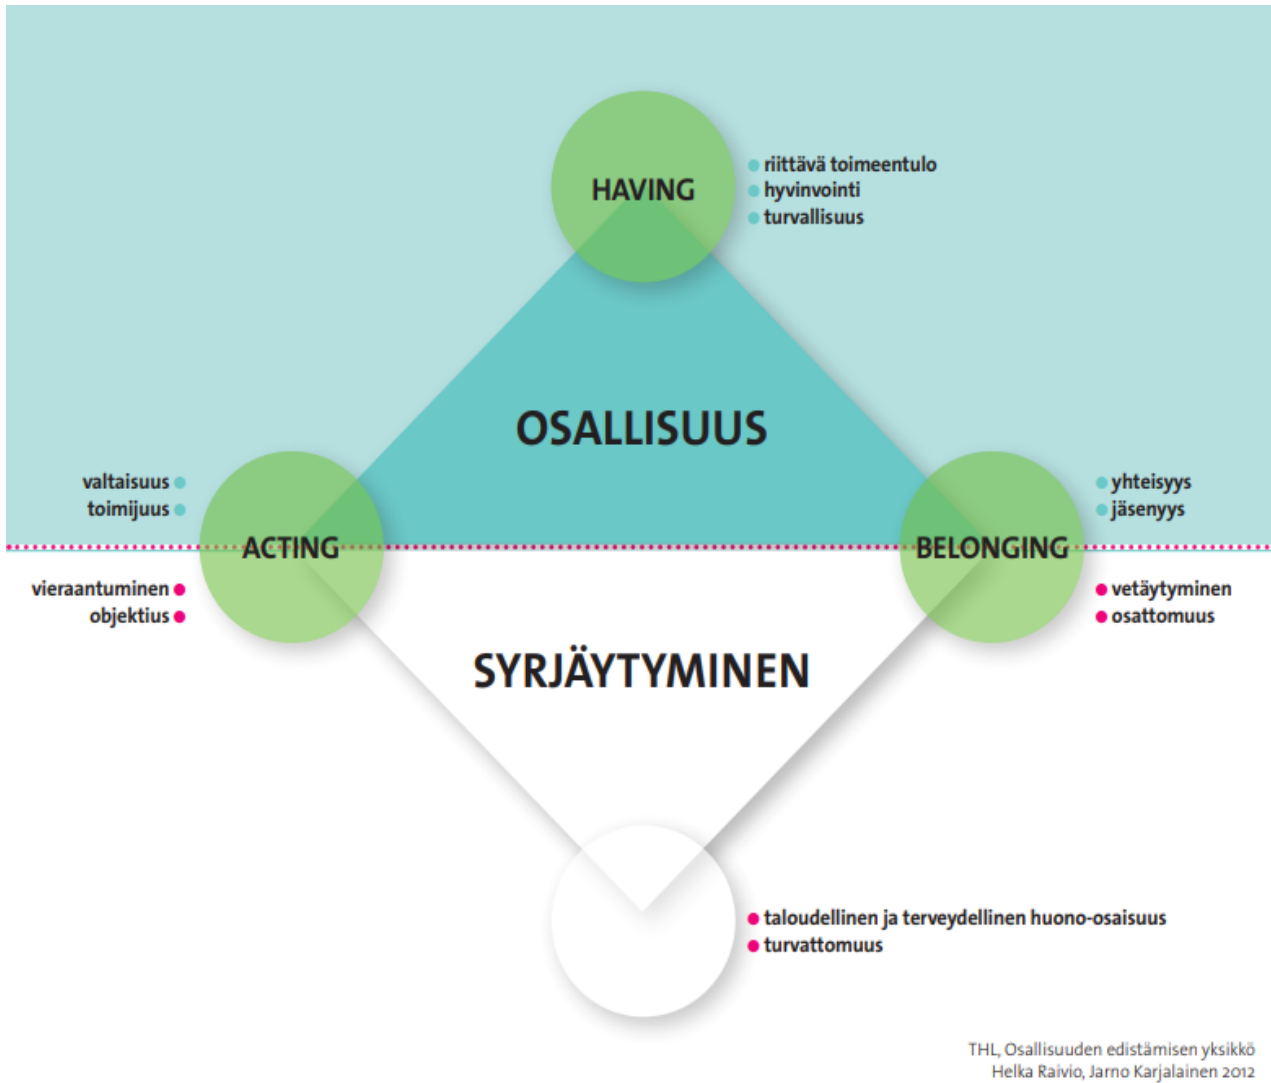 HAVING
riittävä toimeentulo
hyvinvointi
turvallisuus
OSALLISUUS
valtaisuus
toimijuus
yhteisyys
jäsenyys
ACTING
BELONGING
vieraantuminen
objektius
vetäytyminen
osattomuus
SYRJÄYTYMINEN
taloudellinen ja terveydellinen huono-osaisuus
turvattomuus
THL, Osallisuuden edistämisen yksikkö
Helka Raivio, Jarno Karjalainen 2012